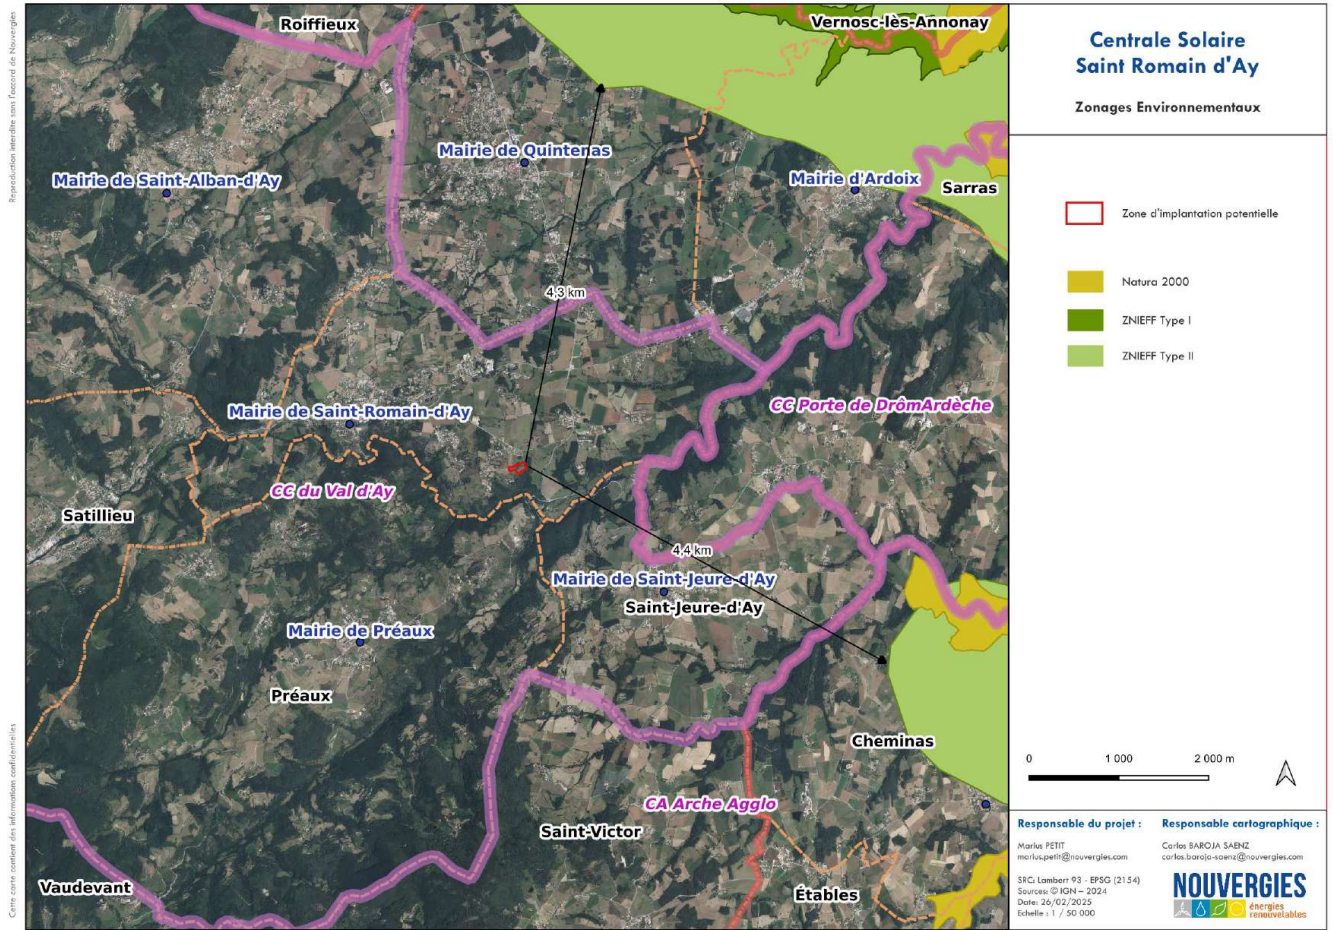 Reproduction interdite sans l'accord de Nouvergies
Cette carte contient des informations confidentielles
Roiffieux
Vernosc-lès-Annonay
Mairie de Quintenas
Mairie de Saint-Alban-d'Ay
Mairie d'Ardoix
Sarras
4,3 km
Mairie de Saint-Romain-d'Ay
CC Porte de DrômArdèche
CC du Val d'Ay
Satillieu
4,4 km
Mairie de Saint-Jeure-d'Ay
Saint-Jeure-d'Ay
Mairie de Préaux
Préaux
Cheminas
CA Arche Agglo
Saint-Victor
Vaudevant
Étables
Centrale Solaire
Saint Romain d'Ay
Zonages Environnementaux
Zone d'implantation potentielle
Natura 2000
ZNIEFF Type I
ZNIEFF Type II
0 1 000 2 000 m
Responsable du projet :
Marius PETIT
marius.petit@nouvergies.com
Responsable cartographique :
Carlos BAROJA SAENZ
carlos.baroja-saenz@nouvergies.com
SRC: Lambert 93 - EPSG (2154)
Sources: © IGN – 2024
Date: 26/02/2025
Echelle : 1 / 50 000
NOUVERGIES
énergies
renouvelables